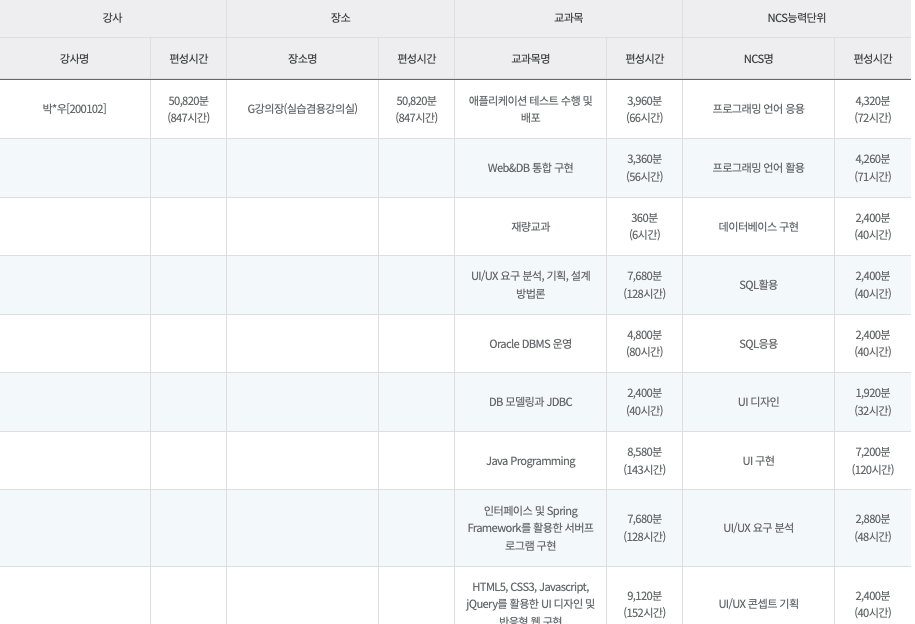 강사 장소 교과목 NCS능력단위
강사명 편성시간 장소명 편성시간 교과목명 편성시간 NCS명 편성시간
박*우[200102] 50,820분 (847시간) G강의장(실습겸용강의실) 50,820분 (847시간) 애플리케이션 테스트 수행 및 배포 3,960분 (66시간) 프로그래밍 언어 응용 4,320분 (72시간)
Web&DB 통합 구현 3,360분 (56시간) 프로그래밍 언어 활용 4,260분 (71시간)
재량교과 360분 (6시간) 데이터베이스 구현 2,400분 (40시간)
UI/UX 요구 분석, 기획, 설계 방법론 7,680분 (128시간) SQL활용 2,400분 (40시간)
Oracle DBMS 운영 4,800분 (80시간) SQL응용 2,400분 (40시간)
DB 모델링과 JDBC 2,400분 (40시간) UI 디자인 1,920분 (32시간)
Java Programming 8,580분 (143시간) UI 구현 7,200분 (120시간)
인터페이스 및 Spring Framework를 활용한 서버프로그램 구현 7,680분 (128시간) UI/UX 요구 분석 2,880분 (48시간)
HTML5, CSS3, Javascript, jQuery를 활용한 UI 디자인 및 반응형 웹 구현 9,120분 (152시간) UI/UX 콘셉트 기획 2,400분 (40시간)